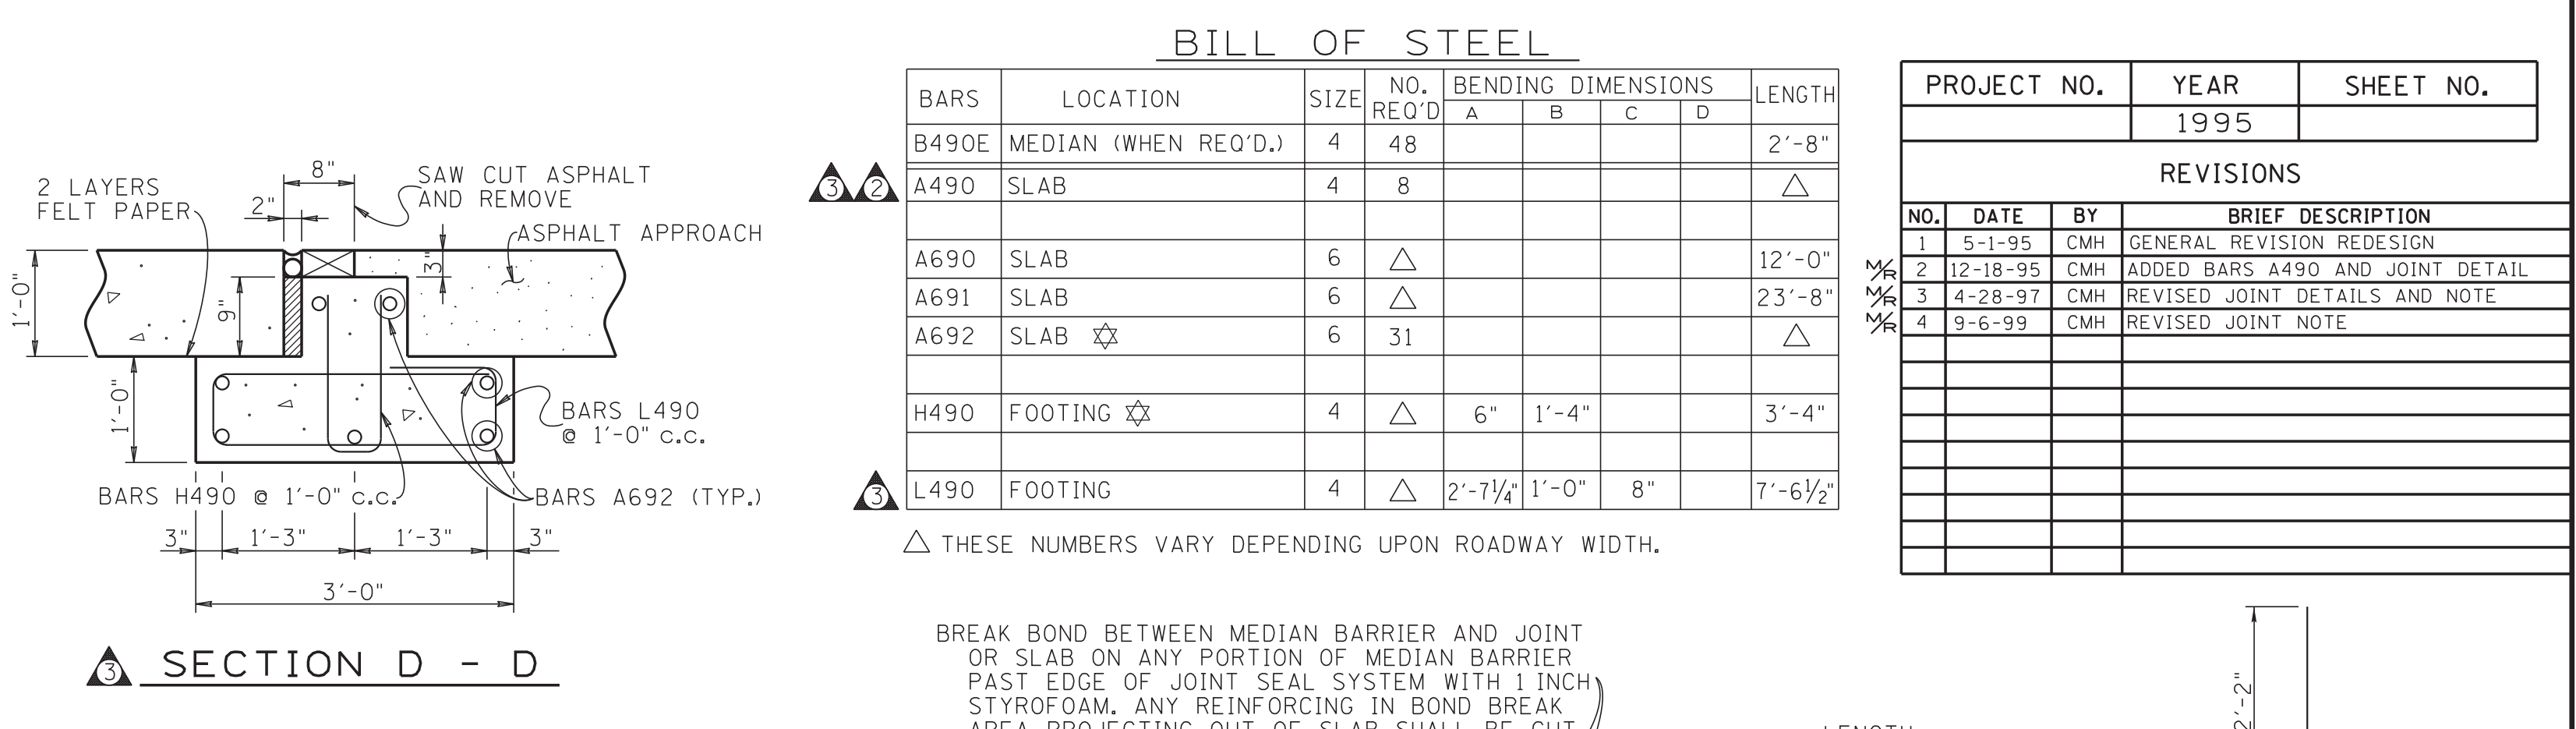 BILL OF STEEL
BARS LOCATION SIZE NO. REQ'D BENDING DIMENSIONS LENGTH
A B C D
B490E MEDIAN (WHEN REQ'D.) 4 48 2'-8"
3 2 A490 SLAB 4 8 △
A690 SLAB 6 △ 12'-0"
A691 SLAB 6 △ 23'-8"
A692 SLAB ✡ 6 31 △
H490 FOOTING ✡ 4 △ 6" 1'-4" 3'-4"
3 L490 FOOTING 4 △ 2'-7¼" 1'-0" 8" 7'-6½"
△ THESE NUMBERS VARY DEPENDING UPON ROADWAY WIDTH.
PROJECT NO. YEAR SHEET NO.
1995
REVISIONS
NO. DATE BY BRIEF DESCRIPTION
1 5-1-95 CMH GENERAL REVISION REDESIGN
M/R 2 12-18-95 CMH ADDED BARS A490 AND JOINT DETAIL
M/R 3 4-28-97 CMH REVISED JOINT DETAILS AND NOTE
M/R 4 9-6-99 CMH REVISED JOINT NOTE
2 LAYERS
FELT PAPER
8"
2"
SAW CUT ASPHALT
AND REMOVE
ASPHALT APPROACH
3"
1'-0"
9"
1'-0"
BARS L490
@ 1'-0" c.c.
BARS H490 @ 1'-0" c.c.
BARS A692 (TYP.)
3" 1'-3" 1'-3" 3"
3'-0"
3 SECTION D - D
BREAK BOND BETWEEN MEDIAN BARRIER AND JOINT
OR SLAB ON ANY PORTION OF MEDIAN BARRIER
PAST EDGE OF JOINT SEAL SYSTEM WITH 1 INCH
STYROFOAM. ANY REINFORCING IN BOND BREAK
AREA PROJECTING OUT OF SLAB SHALL BE CUT
LENGTH
2'-2"